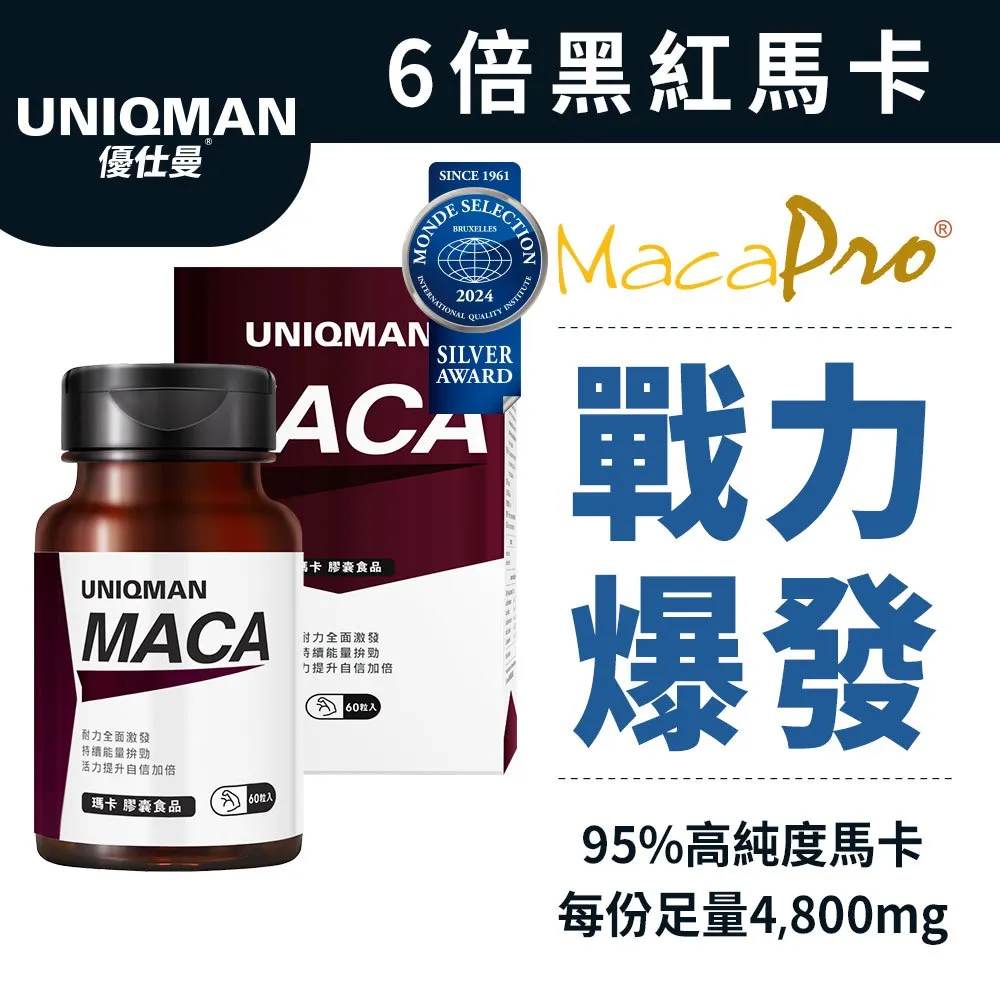 6倍黑紅馬卡
UNIQMAN
優仕曼®
SINCE 1961
MONDE SELECTION
BRUXELLES
2024
INTERNATIONAL QUALITY INSTITUTE
SILVER
AWARD
MacaPro®
戰力
爆發
95%高純度馬卡
每份足量4,800mg
UNIQMAN
ACA
瑪卡 膠囊食品
耐力全面激發
持續能量拚勁
力提升自信加倍
60粒入
UNIQMAN
MACA
耐力全面激發
持續能量拚勁
活力提升自信加倍
瑪卡 膠囊食品
60粒入